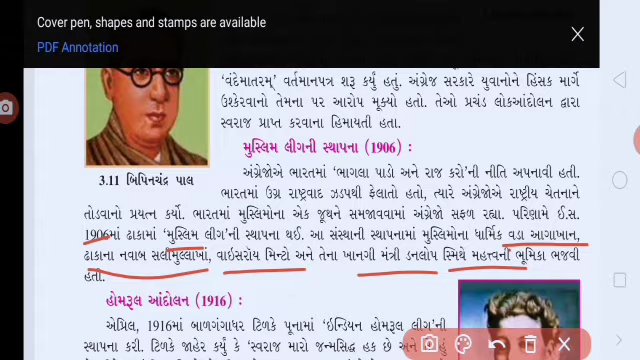 Cover pen, shapes and stamps are available
PDF Annotation
'વંદેમાતરમ્' વર્તમાનપત્ર શરૂ કર્યું હતું. અંગ્રેજ સરકારે યુવાનોને હિંસક માર્ગે
ઉશ્કેરવાનો તેમના પર આરોપ મૂક્યો હતો. તેઓ પ્રચંડ લોકઆંદોલન દ્વારા
સ્વરાજ પ્રાપ્ત કરવાના હિમાયતી હતા.
3.11 બિપિનચંદ્ર પાલ
મુસ્લિમ લીગની સ્થાપના (1906) :
અંગ્રેજોએ ભારતમાં 'ભાગલા પાડો અને રાજ કરો'ની નીતિ અપનાવી હતી.
ભારતમાં ઉગ્ર રાષ્ટ્રવાદ ઝડપથી ફેલાતો હતો, ત્યારે અંગ્રેજોએ રાષ્ટ્રીય ચેતનાને
તોડવાનો પ્રયત્ન કર્યો. ભારતમાં મુસ્લિમોના એક જૂથને સમજાવવામાં અંગ્રેજો સફળ રહ્યા. પરિણામે ઈ.સ.
1906માં ઢાકામાં 'મુસ્લિમ લીગ'ની સ્થાપના થઈ. આ સંસ્થાની સ્થાપનામાં મુસ્લિમોના ધાર્મિક વડા આગાખાન,
ઢાકાના નવાબ સલીમુલ્લાખાં, વાઇસરૉય મિન્ટો અને તેના ખાનગી મંત્રી ડનલોપ સ્મિથે મહત્ત્વની ભૂમિકા ભજવી
હતી.
હોમરૂલ આંદોલન (1916) :
એપ્રિલ, 1916માં બાળગંગાધર ટિળકે પૂનામાં 'ઇન્ડિયન હોમરૂલ લીગ'ની
સ્થાપના કરી. ટિળકે જાહેર કર્યું કે 'સ્વરાજ મારો જન્મસિદ્ધ હક છે અને